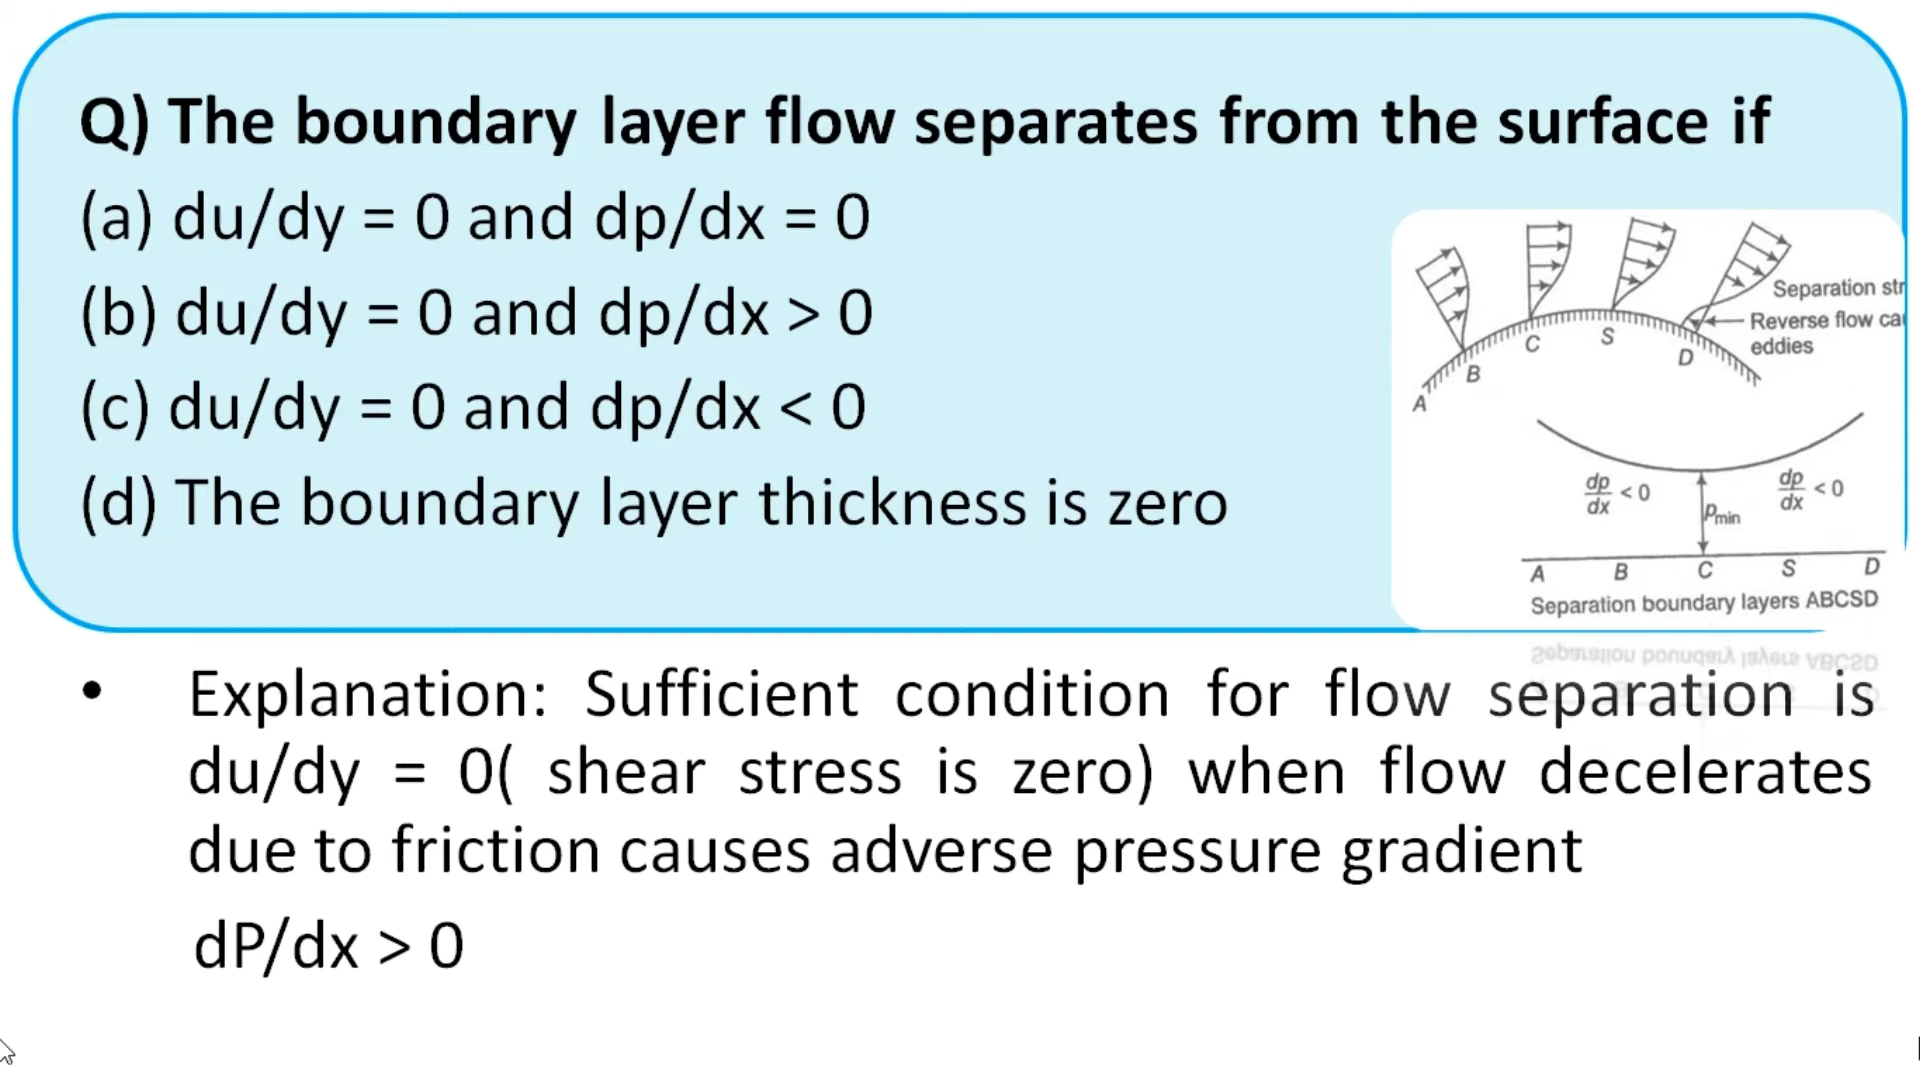 Q) The boundary layer flow separates from the surface if
(a) du/dy = 0 and dp/dx = 0
(b) du/dy = 0 and dp/dx > 0
(c) du/dy = 0 and dp/dx < 0
(d) The boundary layer thickness is zero
Separation str
Reverse flow cau
eddies
A B C S D
dp/dx < 0
dp/dx < 0
Pmin
A B C S D
Separation boundary layers ABCSD
• Explanation: Sufficient condition for flow separation is
du/dy = 0( shear stress is zero) when flow decelerates
due to friction causes adverse pressure gradient
dP/dx > 0